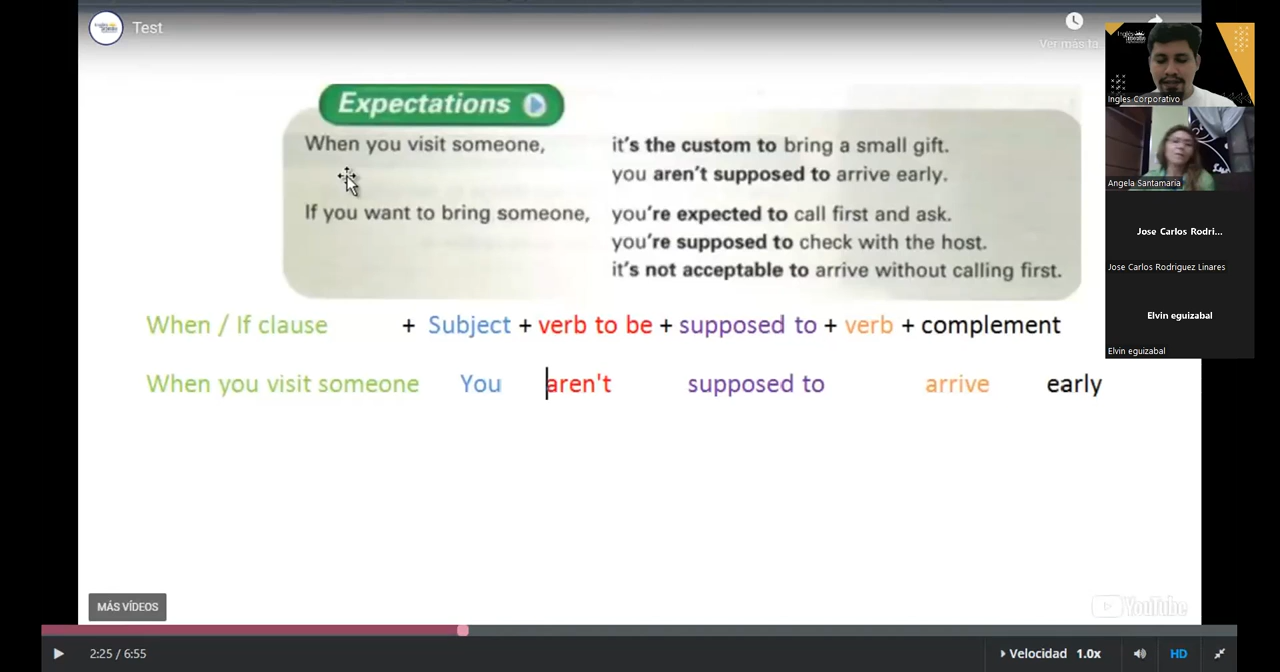 Test
Ver más ta
Expectations
When you visit someone, it's the custom to bring a small gift.
you aren't supposed to arrive early.
If you want to bring someone, you're expected to call first and ask.
you're supposed to check with the host.
it's not acceptable to arrive without calling first.
When / If clause + Subject + verb to be + supposed to + verb + complement
When you visit someone You aren't supposed to arrive early
Ingles Corporativo
Angela Santamaria
Jose Carlos Rodri...
Jose Carlos Rodriguez Linares
Elvin eguizabal
Elvin eguizabal
MÁS VÍDEOS
YouTube
2:25 / 6:55
Velocidad 1.0x
HD